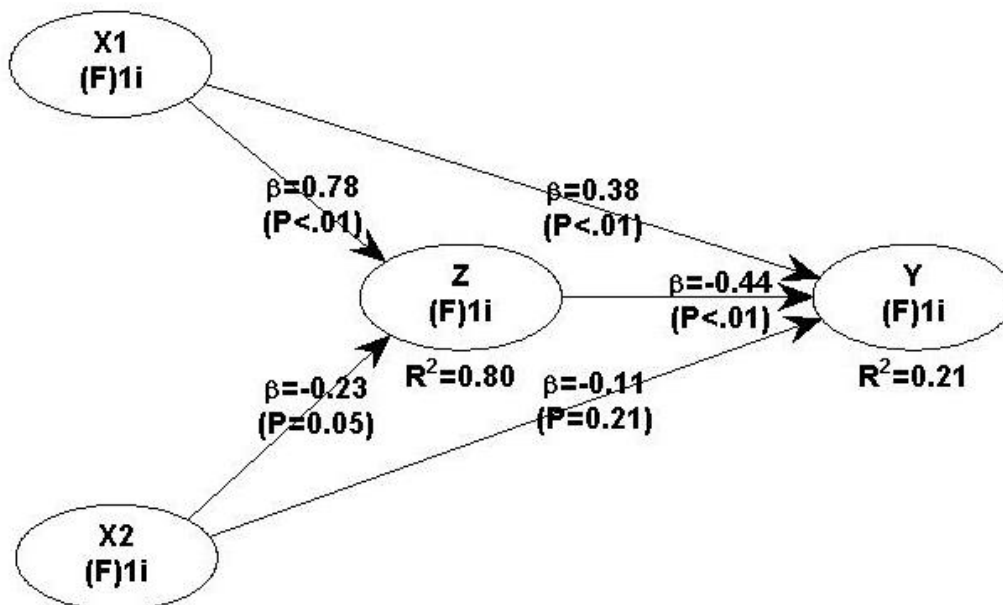 X1
(F)1i
β=0.78
(P<.01)
β=0.38
(P<.01)
Z
(F)1i
R²=0.80
β=-0.44
(P<.01)
Y
(F)1i
R²=0.21
β=-0.23
(P=0.05)
β=-0.11
(P=0.21)
X2
(F)1i